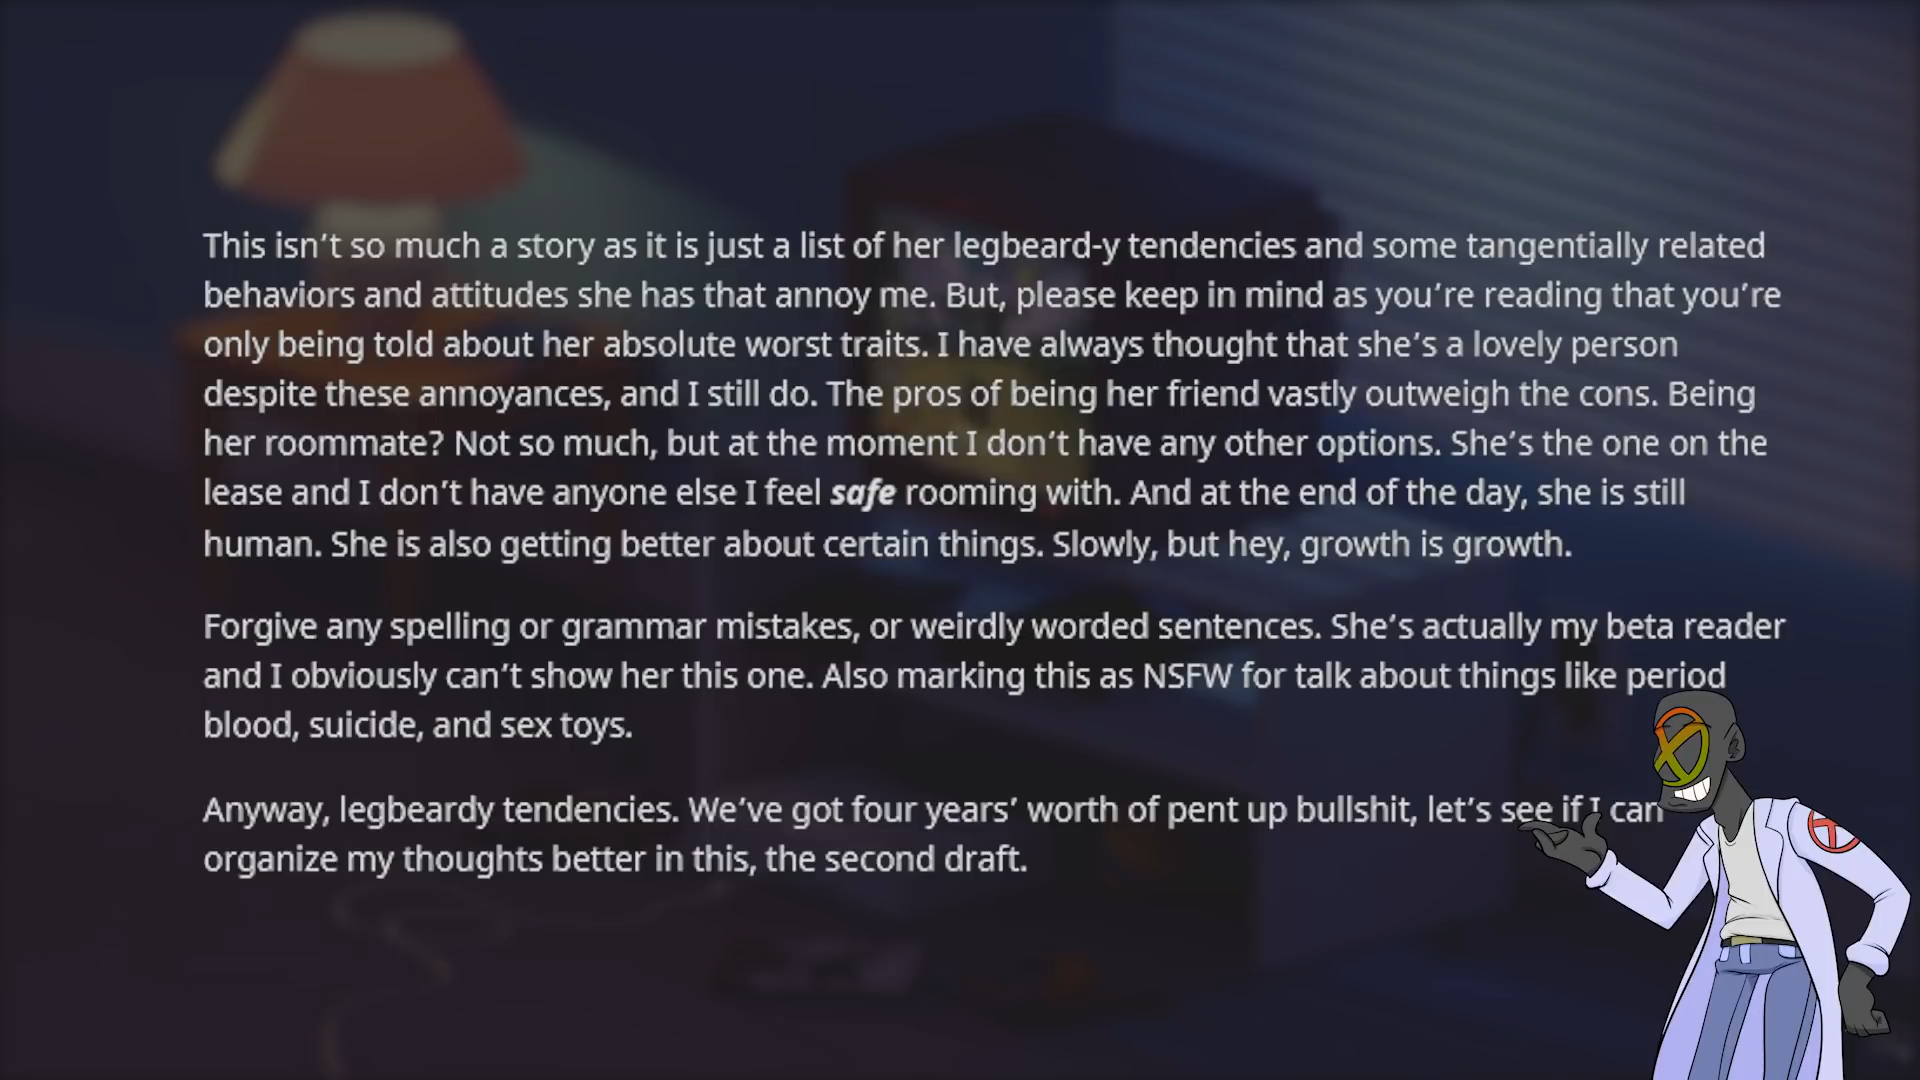 This isn’t so much a story as it is just a list of her legbeard-y tendencies and some tangentially related
behaviors and attitudes she has that annoy me. But, please keep in mind as you’re reading that you’re
only being told about her absolute worst traits. I have always thought that she’s a lovely person
despite these annoyances, and I still do. The pros of being her friend vastly outweigh the cons. Being
her roommate? Not so much, but at the moment I don’t have any other options. She’s the one on the
lease and I don’t have anyone else I feel safe rooming with. And at the end of the day, she is still
human. She is also getting better about certain things. Slowly, but hey, growth is growth.
Forgive any spelling or grammar mistakes, or weirdly worded sentences. She’s actually my beta reader
and I obviously can’t show her this one. Also marking this as NSFW for talk about things like period
blood, suicide, and sex toys.
Anyway, legbeardy tendencies. We’ve got four years’ worth of pent up bullshit, let’s see if I can
organize my thoughts better in this, the second draft.